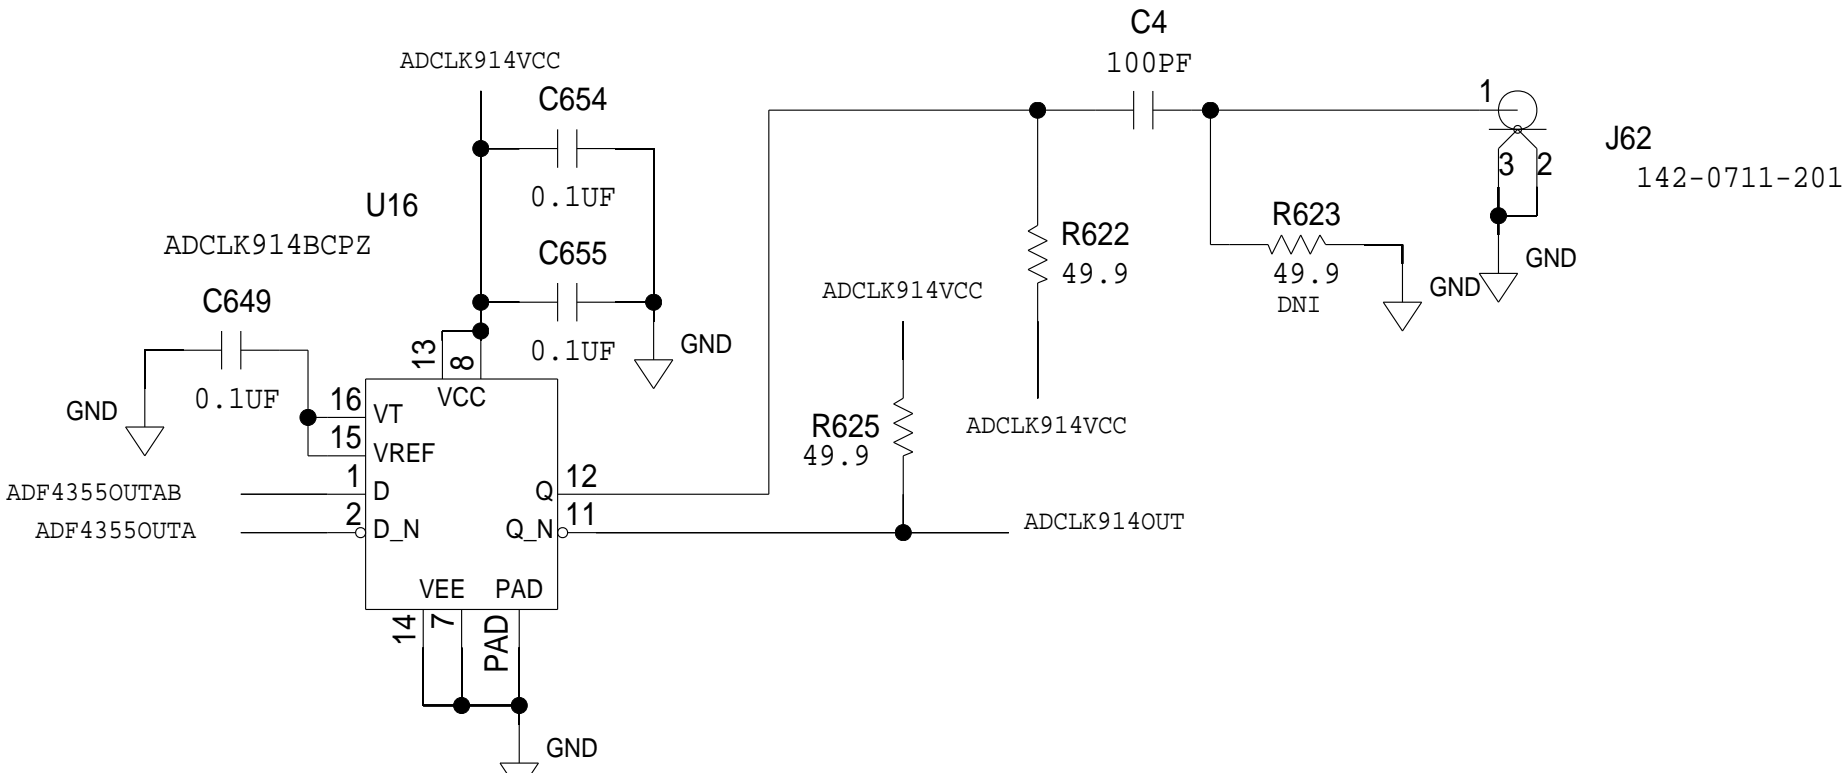 C4
100PF
ADCLK914VCC
C654
0.1UF
U16
ADCLK914BCPZ
C655
0.1UF
GND
C649
0.1UF
GND
13
8
VCC
16
VT
15
VREF
ADF4355OUTAB
1
D
ADF4355OUTA
2
D_N
Q
12
Q_N
11
VEE
PAD
14
7
PAD
GND
ADCLK914VCC
R625
49.9
ADCLK914OUT
R622
49.9
ADCLK914VCC
R623
49.9
DNI
GND
1
J62
142-0711-201
3
2
GND